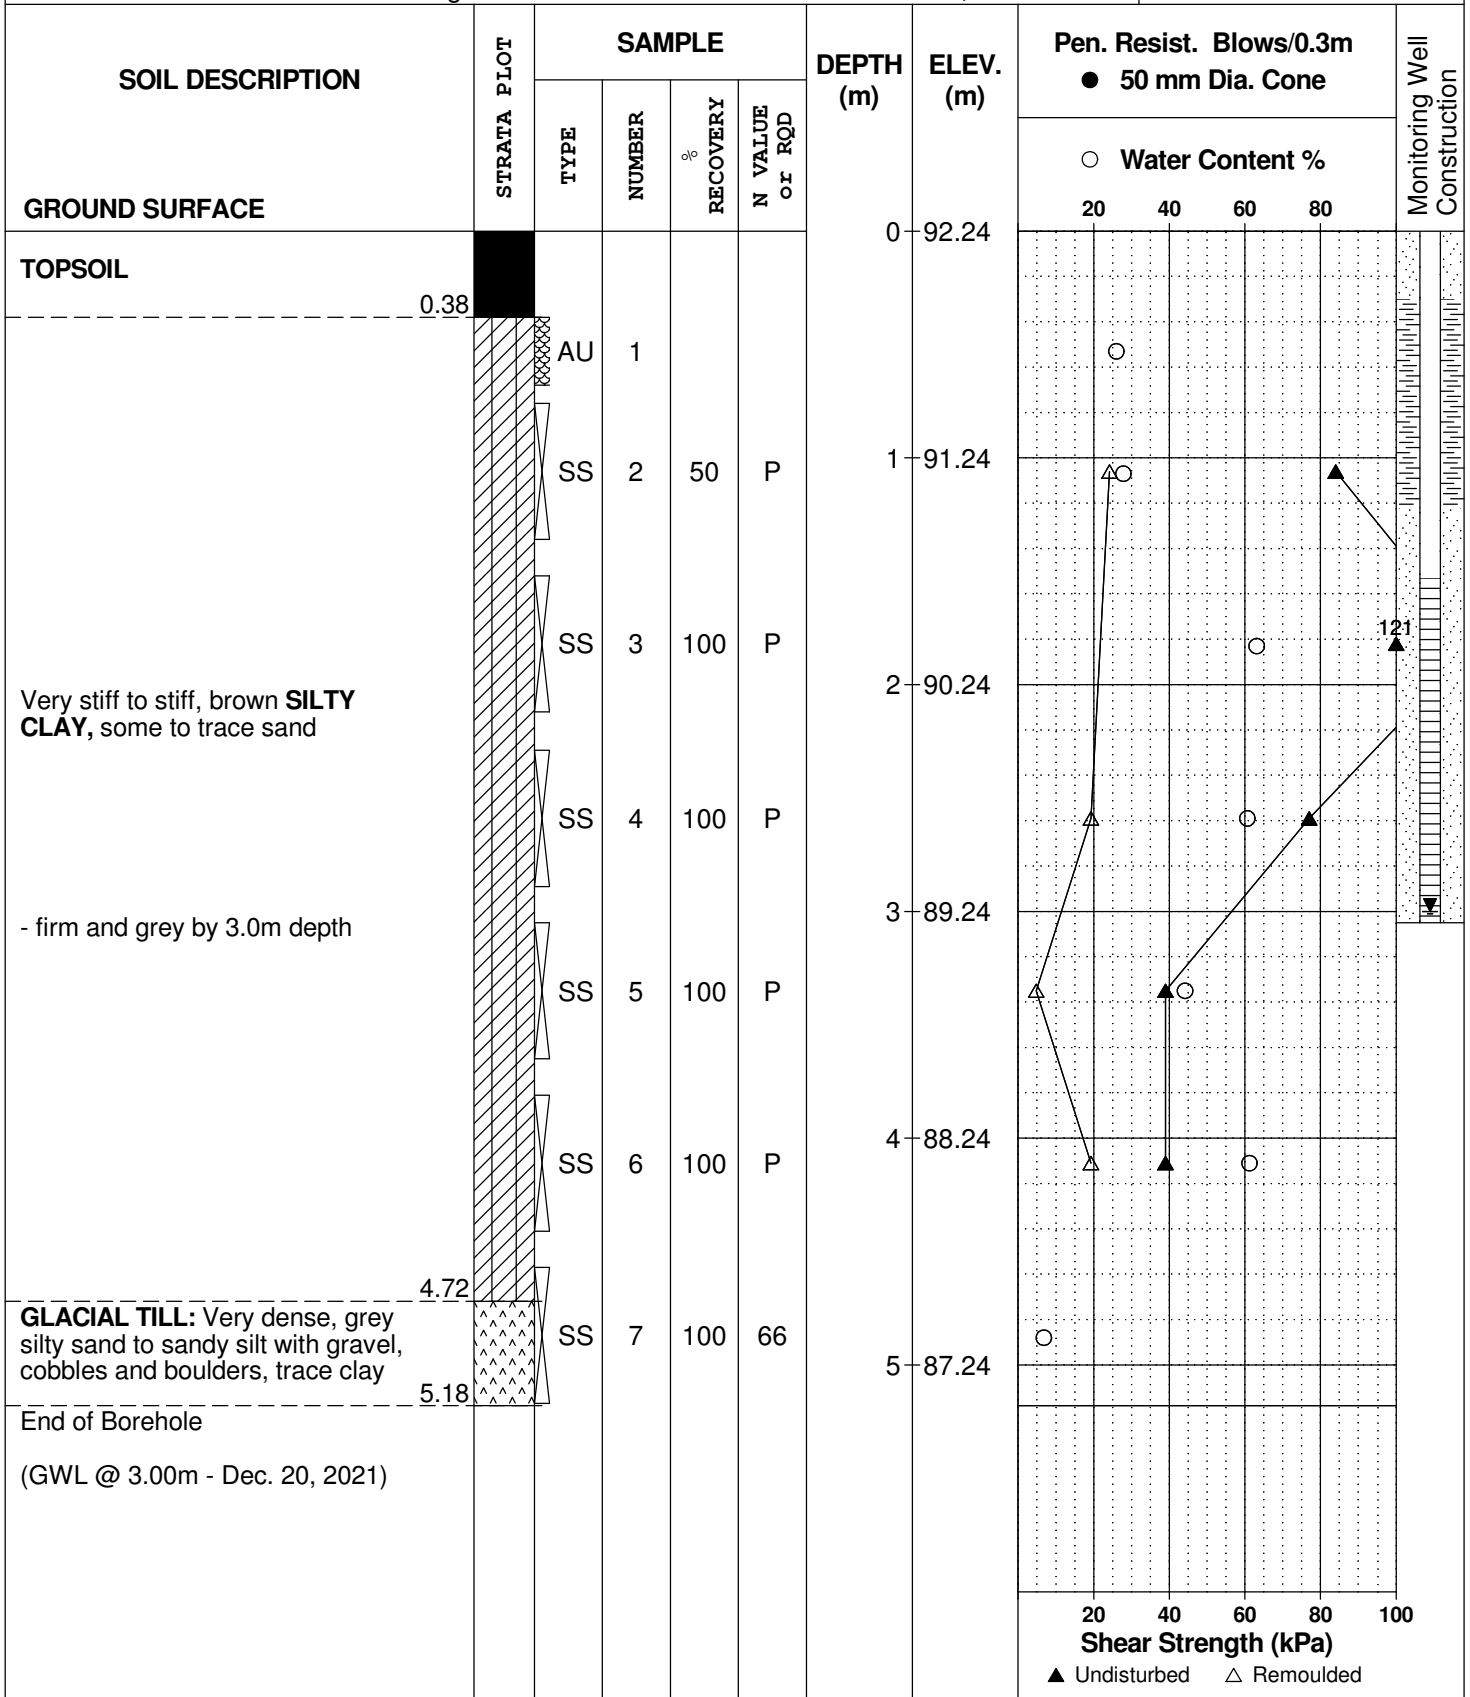 SOIL DESCRIPTION
GROUND SURFACE
STRATA PLOT
SAMPLE
TYPE
NUMBER
%
RECOVERY
N VALUE
or RQD
DEPTH
(m)
ELEV.
(m)
Pen. Resist. Blows/0.3m
● 50 mm Dia. Cone
○ Water Content %
20 40 60 80
Monitoring Well
Construction
0 92.24
TOPSOIL
0.38
AU 1
1 91.24
SS 2 50 P
121
SS 3 100 P
2 90.24
Very stiff to stiff, brown SILTY
CLAY, some to trace sand
SS 4 100 P
3 89.24
- firm and grey by 3.0m depth
SS 5 100 P
4 88.24
SS 6 100 P
4.72
GLACIAL TILL: Very dense, grey
silty sand to sandy silt with gravel,
cobbles and boulders, trace clay
SS 7 100 66
5 87.24
5.18
End of Borehole
(GWL @ 3.00m - Dec. 20, 2021)
20 40 60 80 100
Shear Strength (kPa)
▲ Undisturbed △ Remoulded